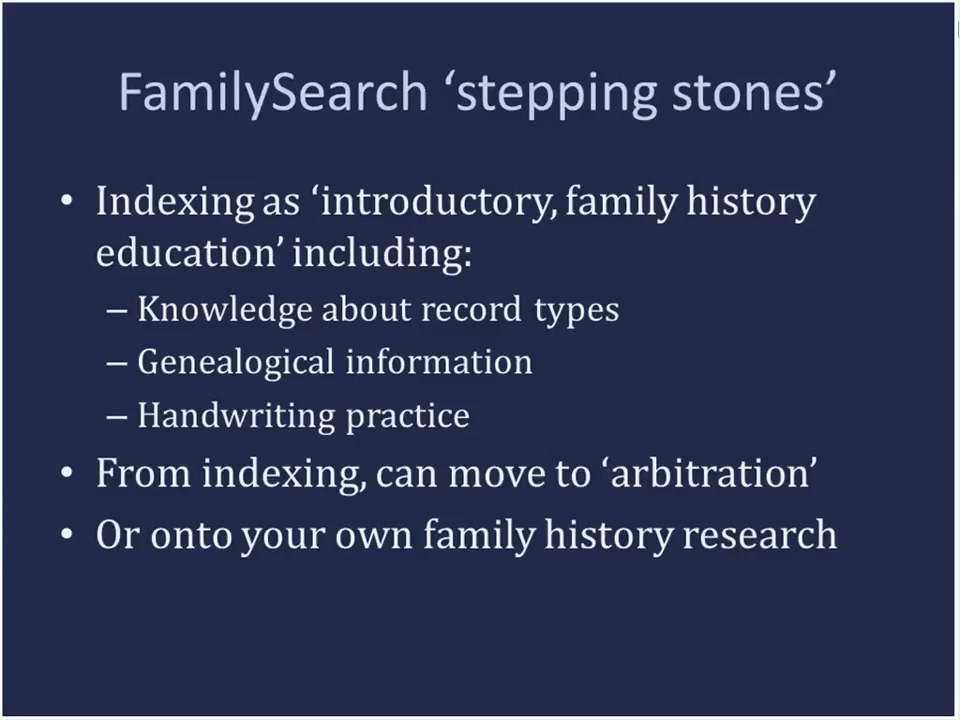 FamilySearch ‘stepping stones’
• Indexing as ‘introductory, family history
education’ including:
– Knowledge about record types
– Genealogical information
– Handwriting practice
• From indexing, can move to ‘arbitration’
• Or onto your own family history research